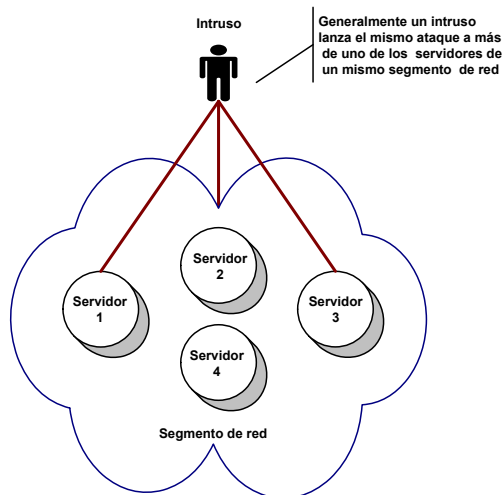 Intruso
Generalmente un intruso
lanza el mismo ataque a más
de uno de los servidores de
un mismo segmento de red
Servidor
2
Servidor
1
Servidor
3
Servidor
4
Segmento de red